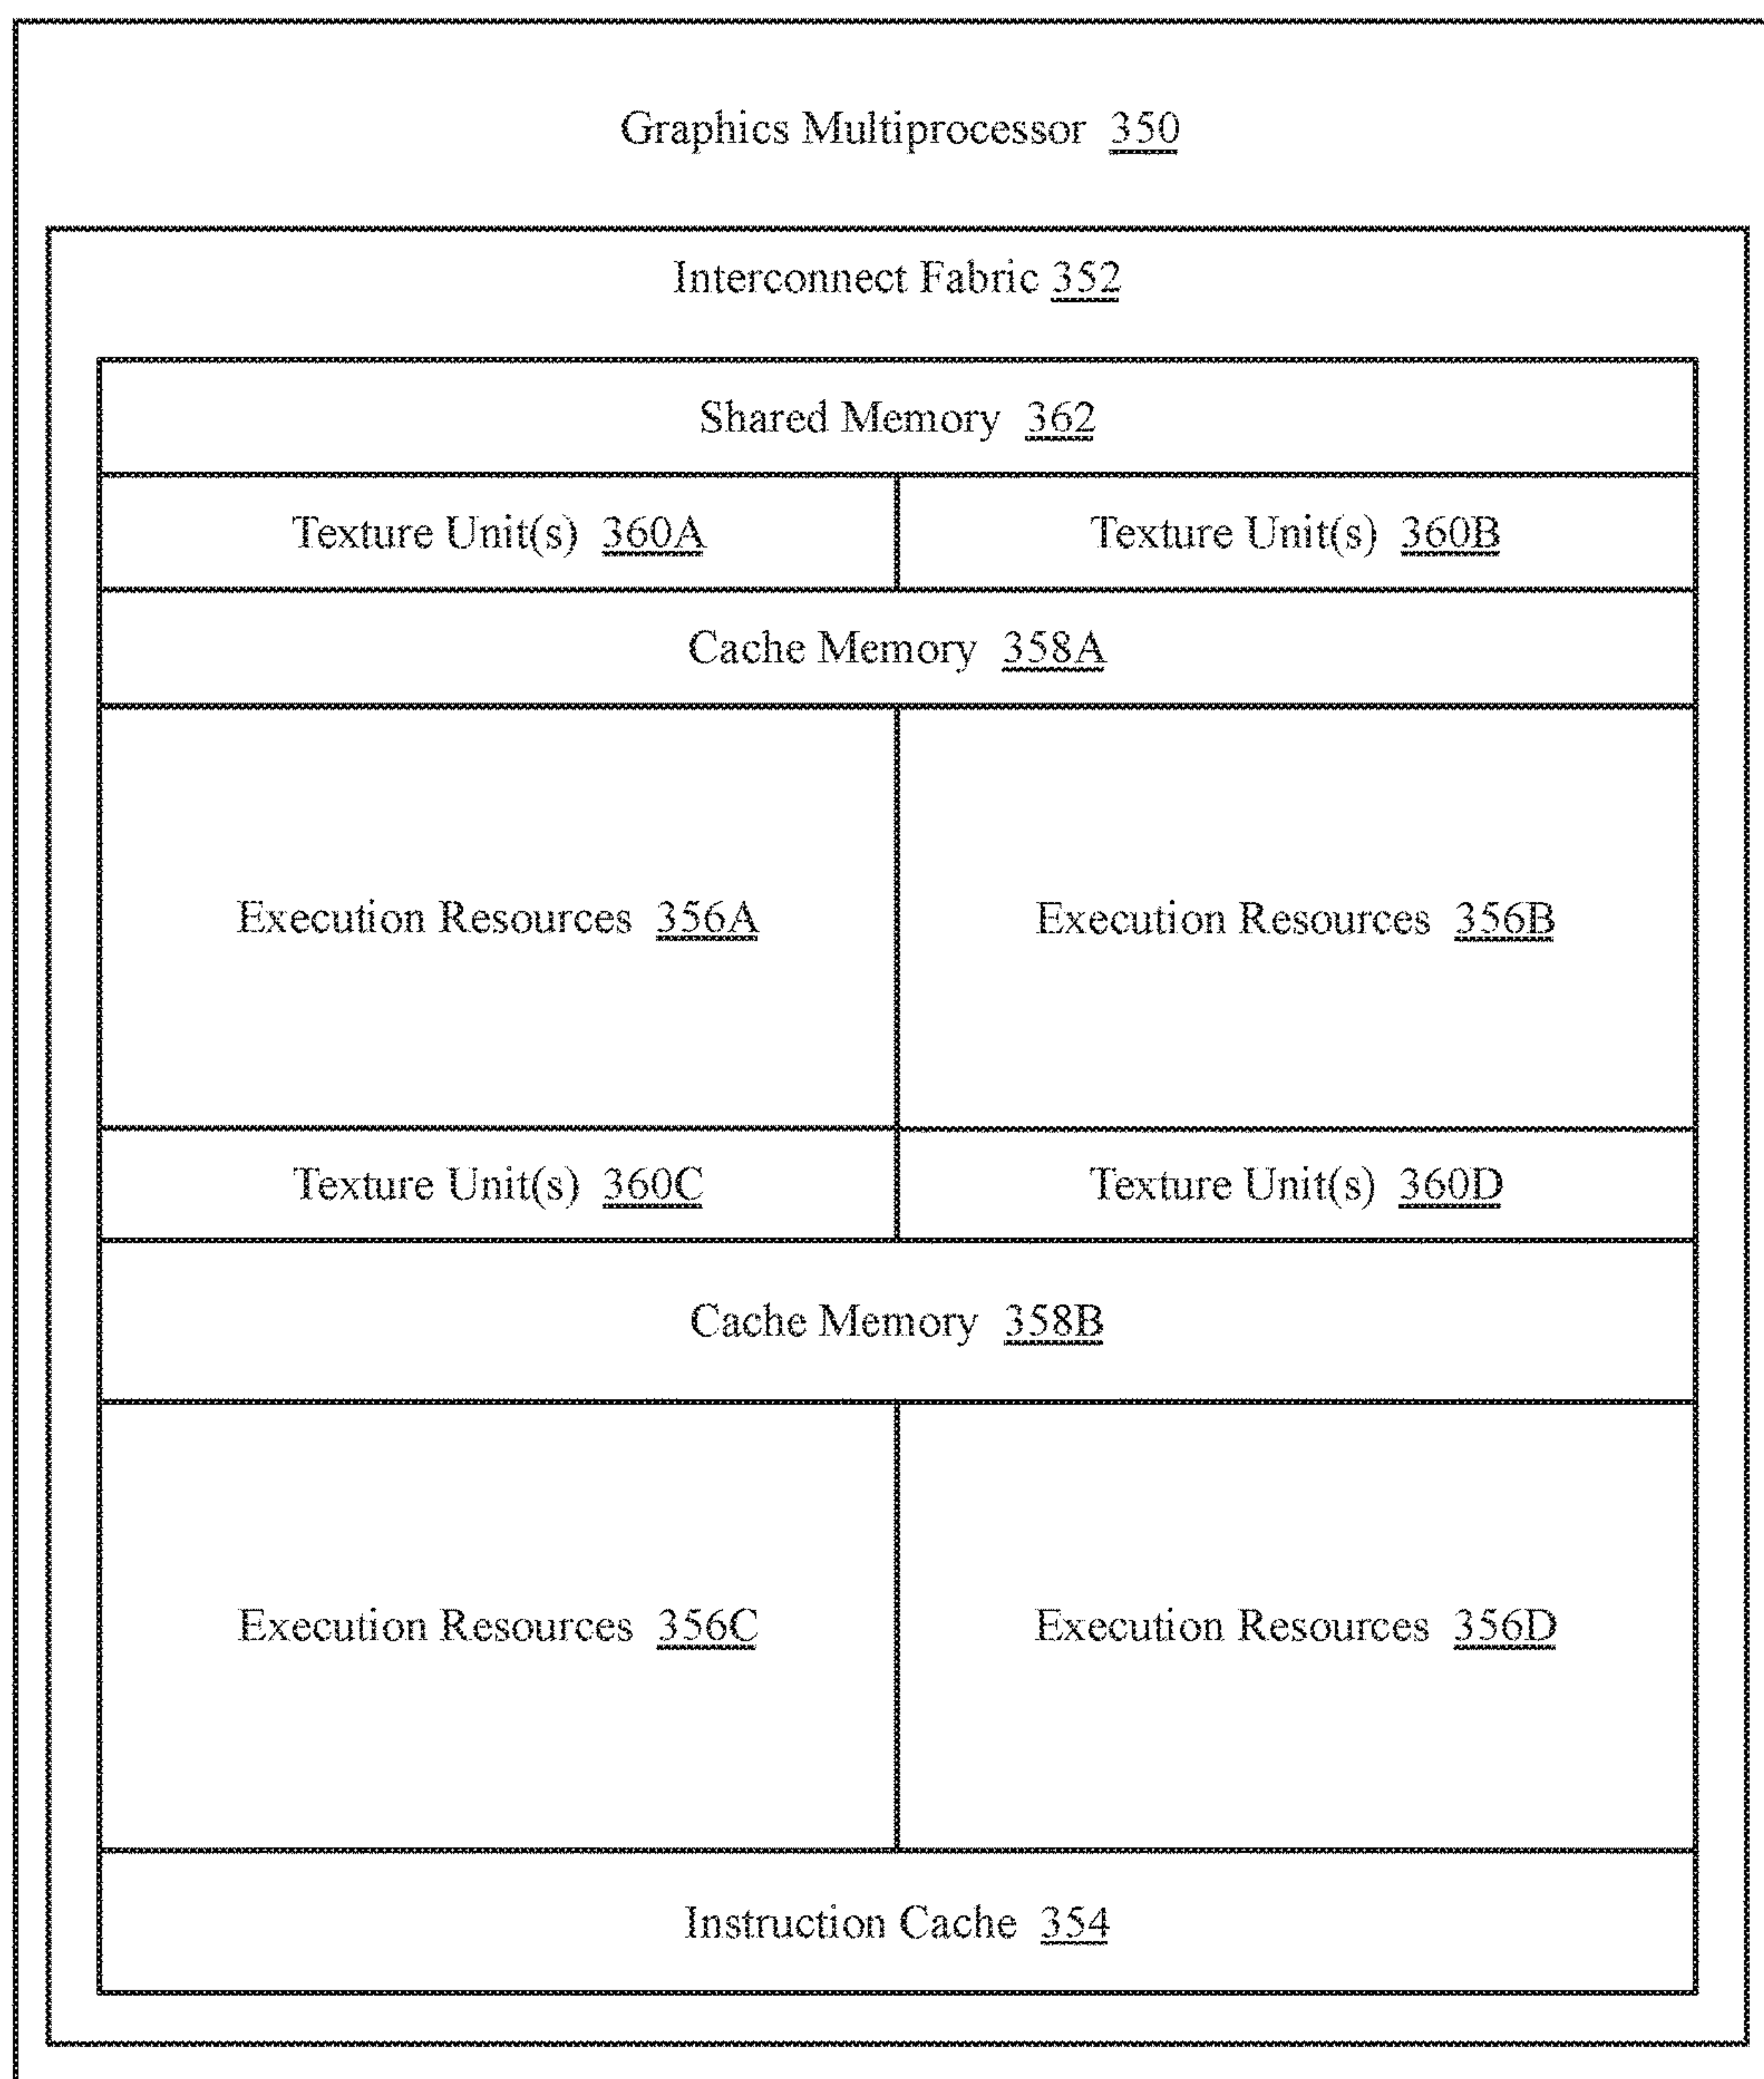 Graphics Multiprocessor 350
Interconnect Fabric 352
Shared Memory 362
Texture Unit(s) 360A
Texture Unit(s) 360B
Cache Memory 358A
Execution Resources 356A
Execution Resources 356B
Texture Unit(s) 360C
Texture Unit(s) 360D
Cache Memory 358B
Execution Resources 356C
Execution Resources 356D
Instruction Cache 354